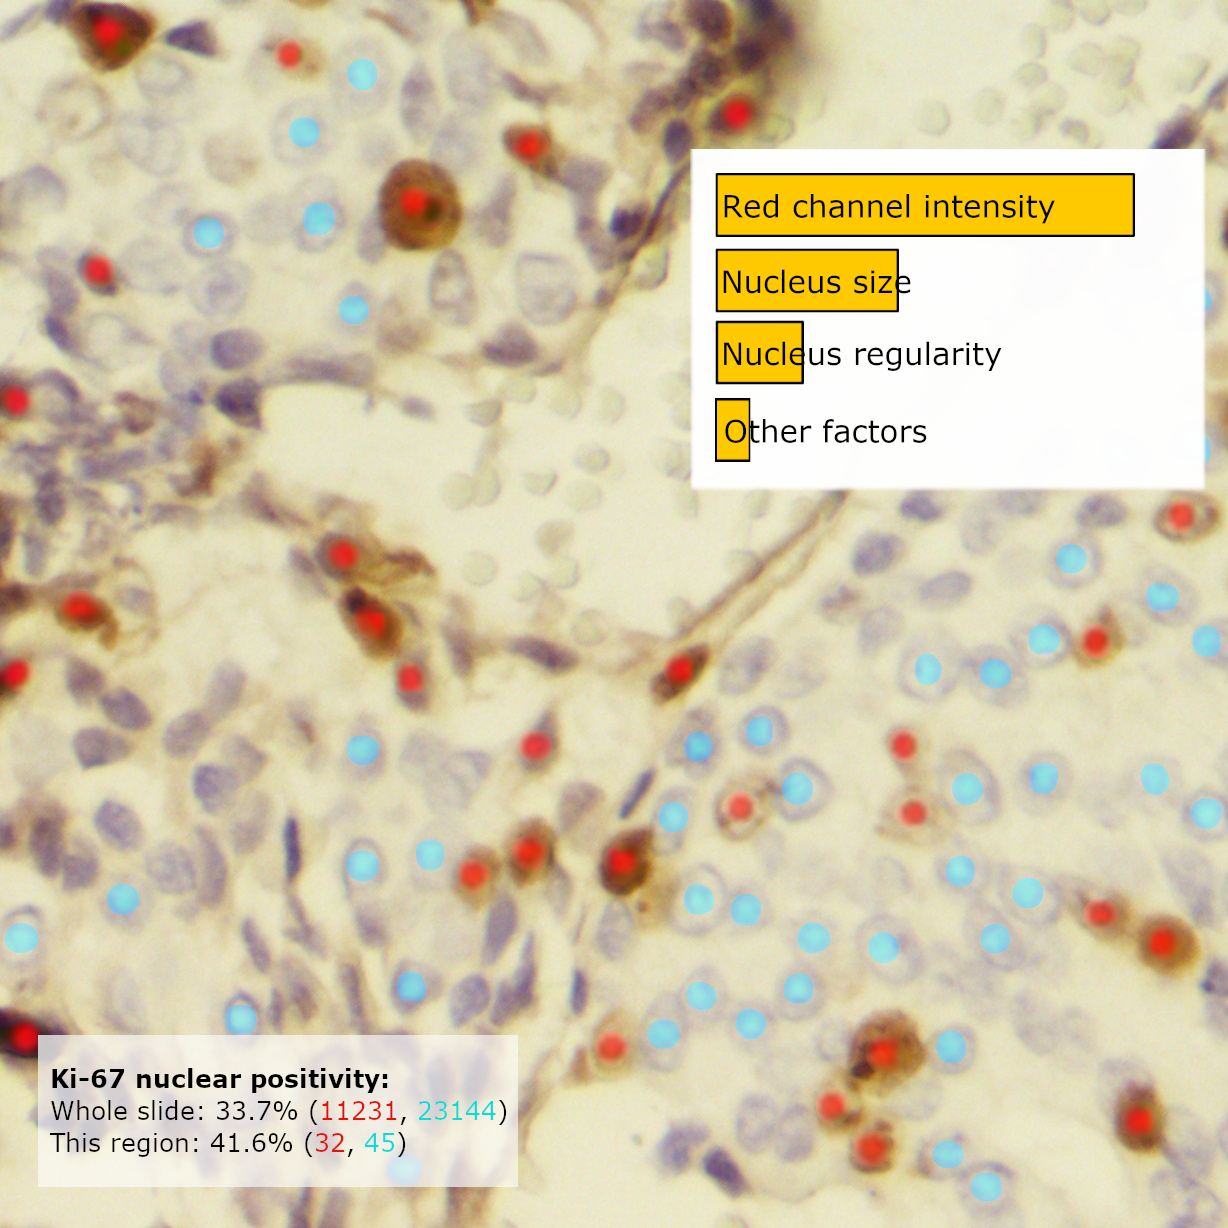 Red channel intensity
Nucleus size
Nucleus regularity
Other factors
Ki-67 nuclear positivity:
Whole slide: 33.7% (11231, 23144)
This region: 41.6% (32, 45)